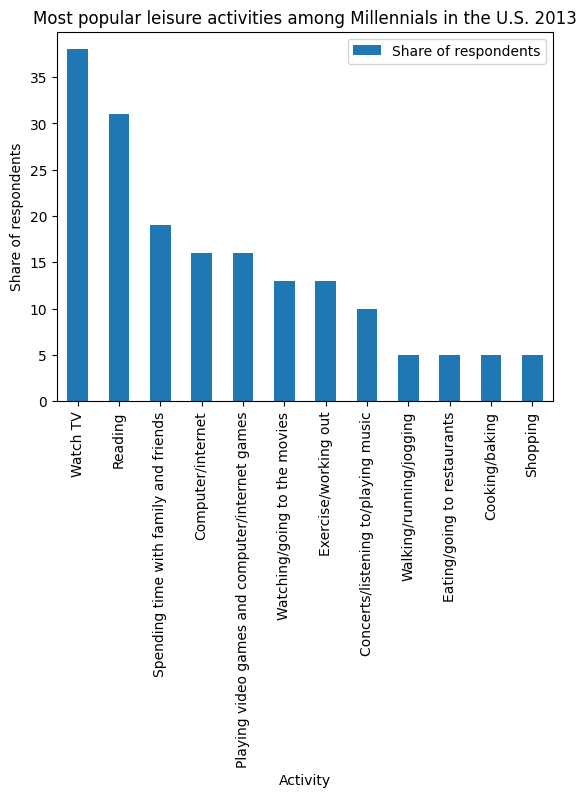 Most popular leisure activities among Millennials in the U.S. 2013
Share of respondents
Share of respondents
35
30
25
20
15
10
5
0
Watch TV
Reading
Spending time with family and friends
Computer/internet
Playing video games and computer/internet games
Watching/going to the movies
Exercise/working out
Concerts/listening to/playing music
Walking/running/jogging
Eating/going to restaurants
Cooking/baking
Shopping
Activity